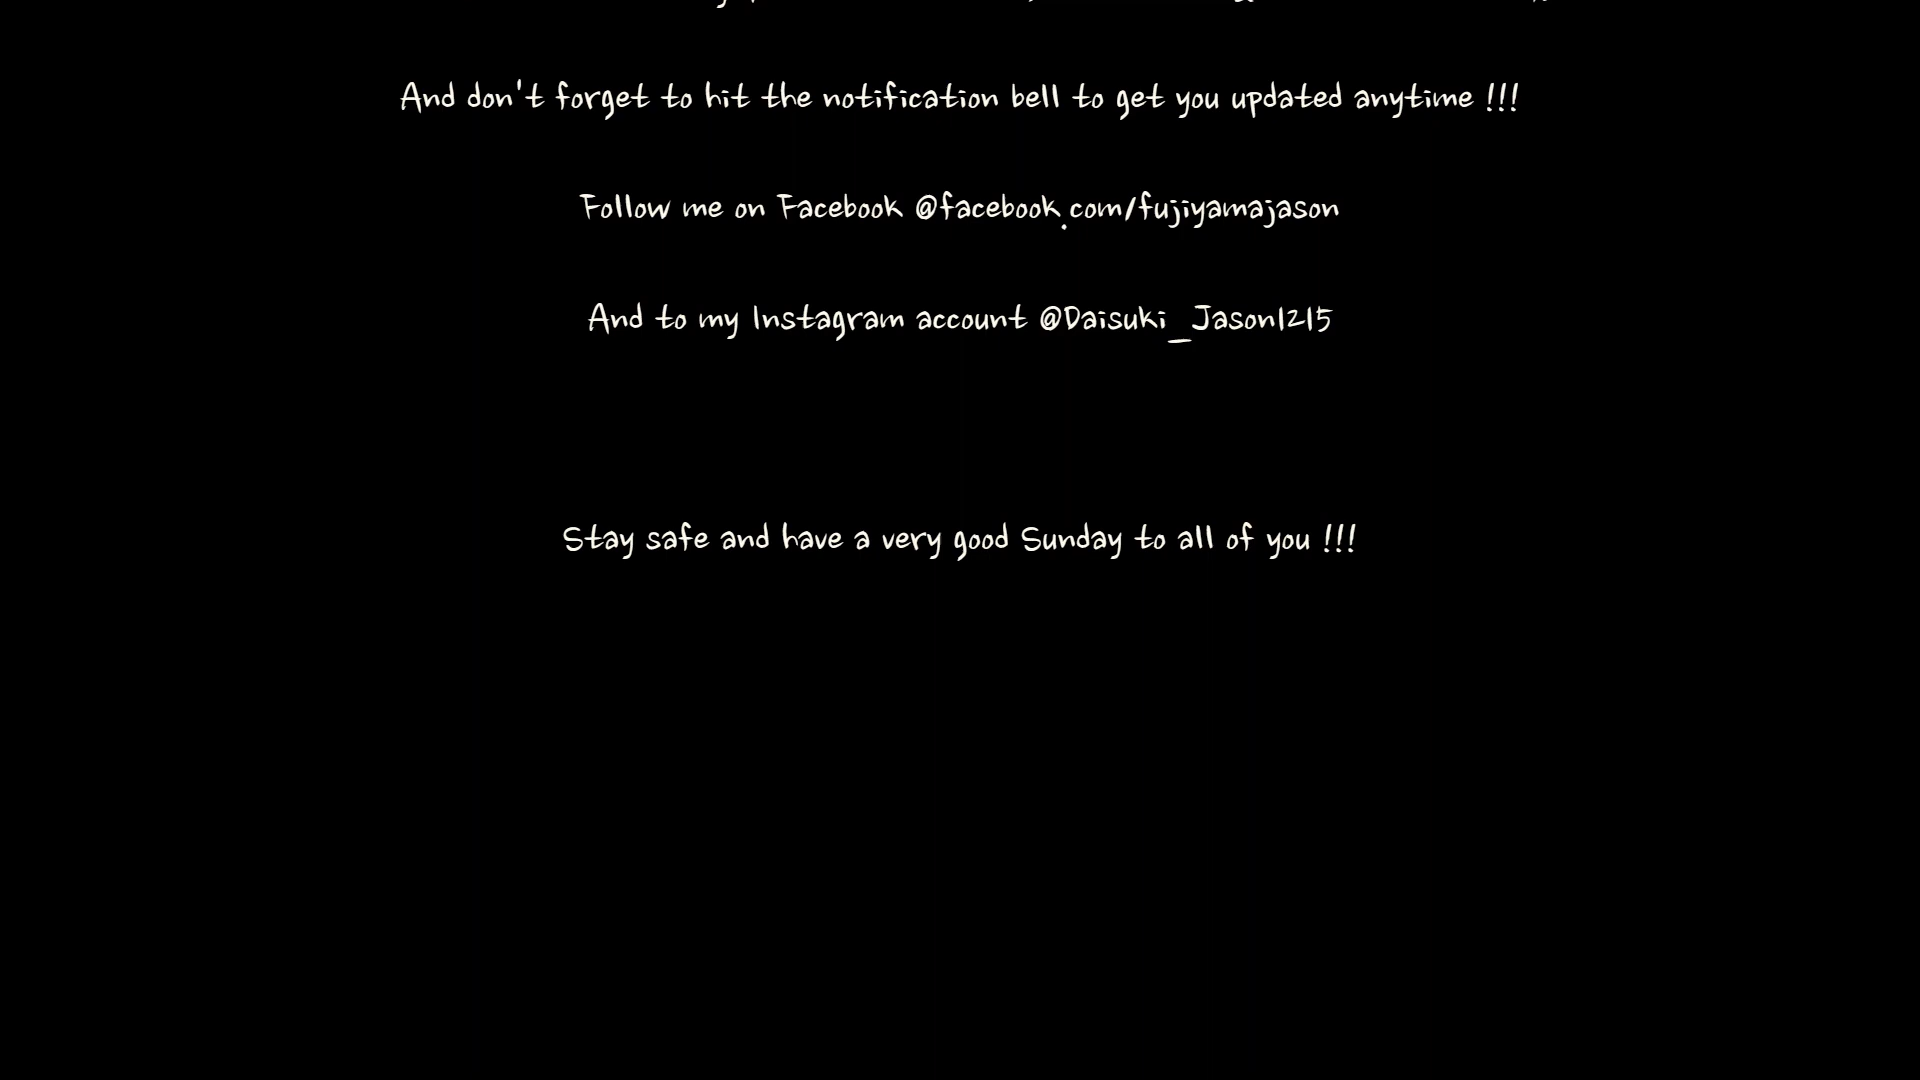 And don't forget to hit the notification bell to get you updated anytime !!!
Follow me on Facebook @facebook.com/fujiyamajason
And to my Instagram account @Daisuki_Jason1215
Stay safe and have a very good Sunday to all of you !!!